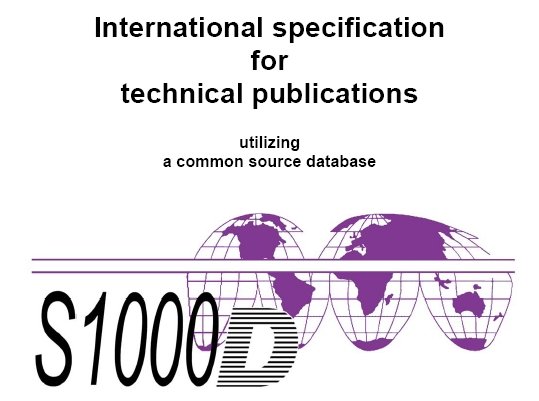 International specification
for
technical publications
utilizing
a common source database
S1000D